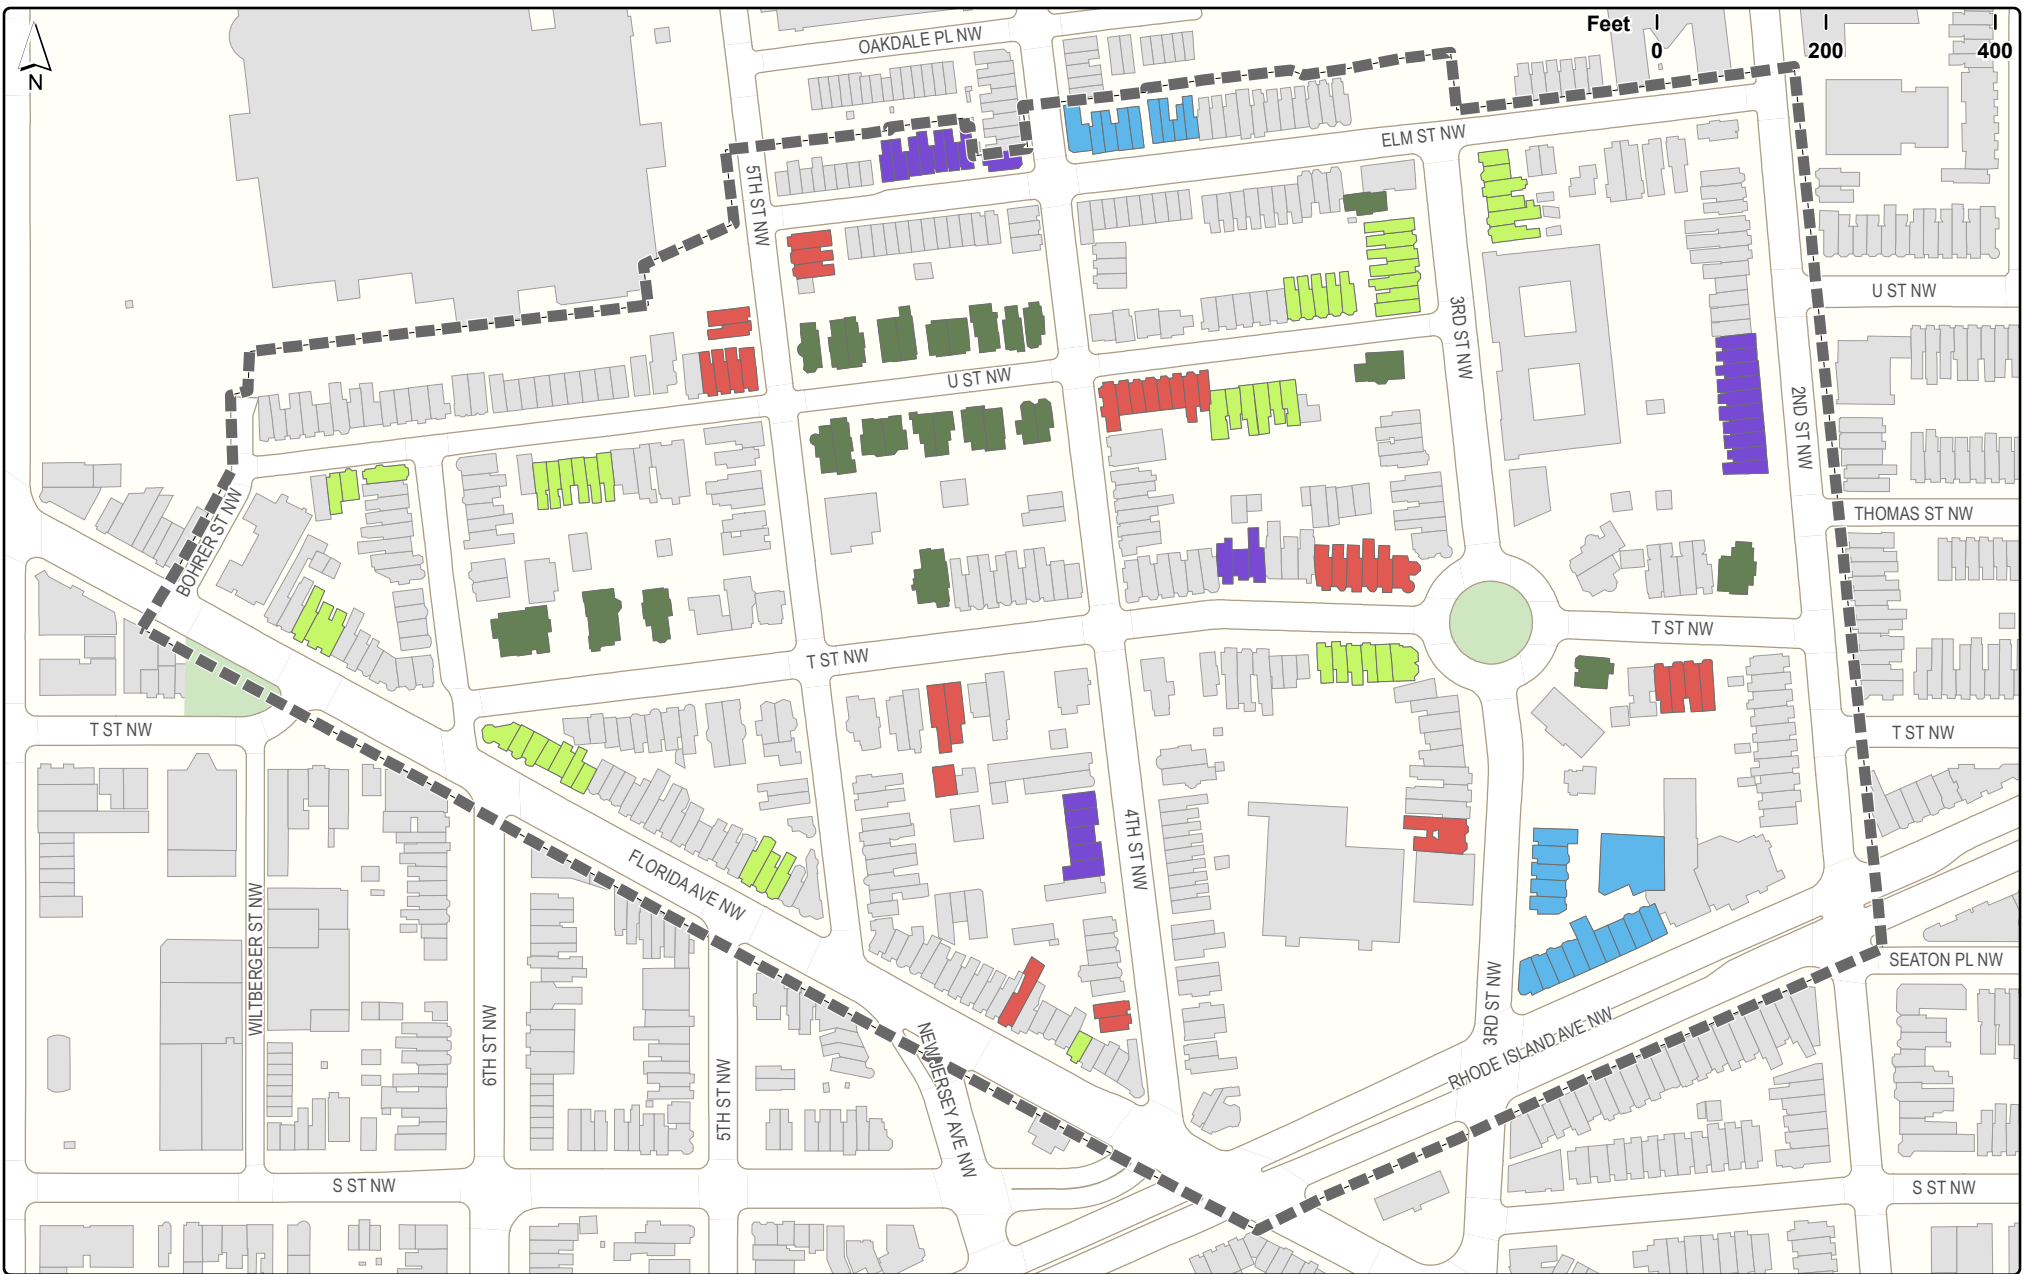 OAKDALE PL NW
Feet
0
200
400
N
ELM ST NW
5TH ST NW
U ST NW
3RD ST NW
U ST NW
2ND ST NW
BOHRER ST NW
THOMAS ST NW
T ST NW
T ST NW
T ST NW
T ST NW
FLORIDA AVE NW
4TH ST NW
WILTBERGER ST NW
SEATON PL NW
3RD ST NW
6TH ST NW
RHODE ISLAND AVE NW
5TH ST NW
NEW JERSEY AVE NW
S ST NW
S ST NW